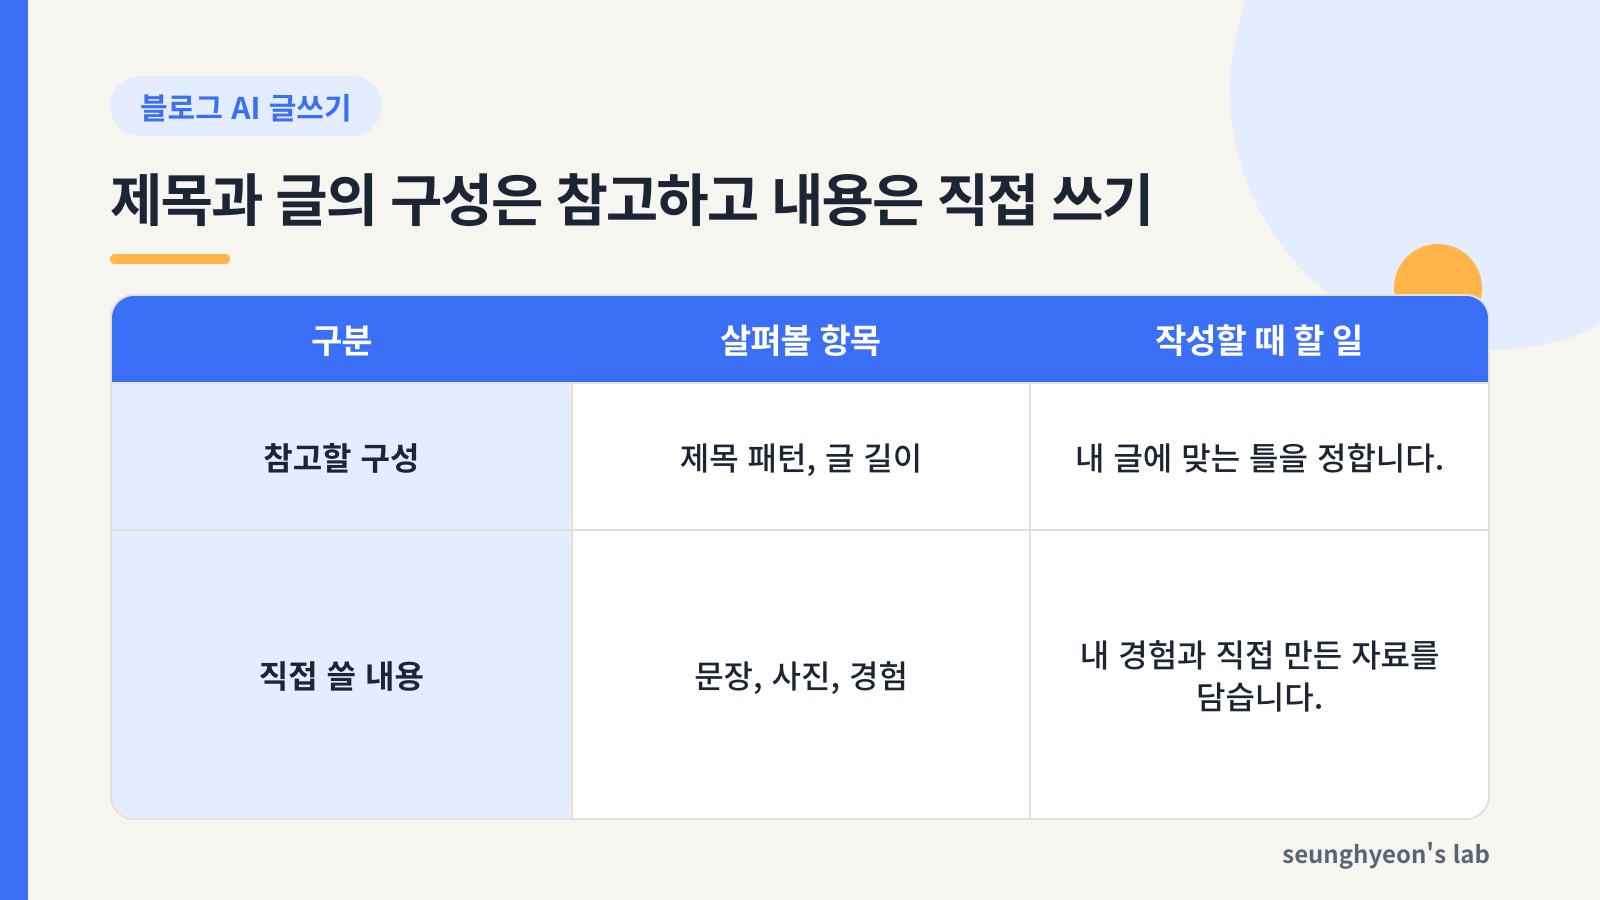 블로그 AI 글쓰기
제목과 글의 구성은 참고하고 내용은 직접 쓰기
구분
살펴볼 항목
작성할 때 할 일
참고할 구성
제목 패턴, 글 길이
내 글에 맞는 틀을 정합니다.
직접 쓸 내용
문장, 사진, 경험
내 경험과 직접 만든 자료를
담습니다.
seunghyeon's lab